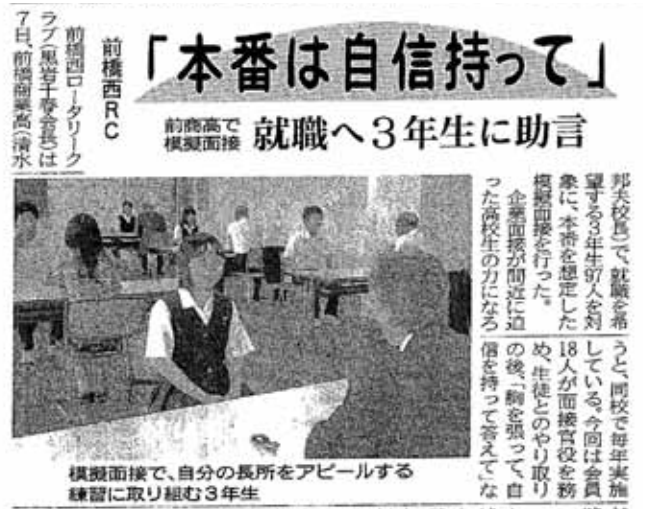 「本番は自信持って」
前橋西RC
前商高で
模擬面接
就職へ3年生に助言
前橋西ロータリーク
ラブ(黒岩千春会長)は
7日、前橋商業高(清水
邦夫校長)で、就職を希
望する3年生97人を対
象に、本番を想定した
模擬面接を行った。
企業面接が間近に迫
った高校生の力になろ
うと、同校で毎年実施
している。今回は会員
18人が面接官役を務
め、生徒とのやり取り
の後、「胸を張って、自
信を持って答えて」な
模擬面接で、自分の長所をアピールする
練習に取り組む3年生